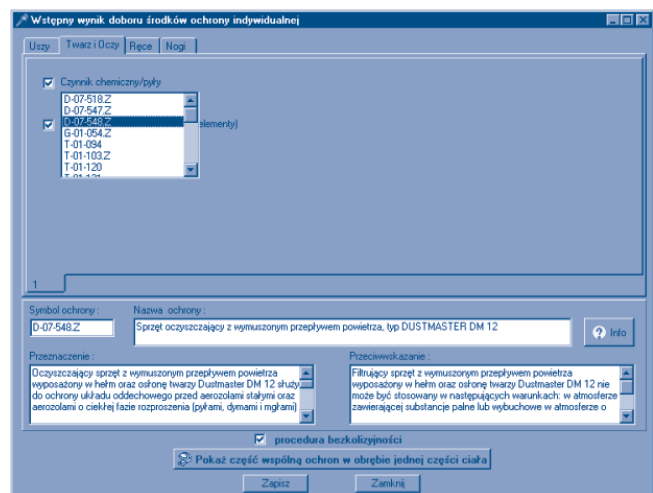 Wstępny wynik doboru środków ochrony indywidualnej
Uszy Twarz i Oczy Ręce Nogi
Czynnik chemiczny/pyły
D-07-518.Z
D-07-547.Z
D-07-548.Z
elementy)
G-01-054.Z
T-01-094
T-01-103.Z
T-01-120
T-01-121
1
Symbol ochrony : Nazwa ochrony :
D-07-548.Z Sprzęt oczyszczający z wymuszonym przepływem powietrza, typ DUSTMASTER DM 12
Info
Przeznaczenie : Przeciwwskazanie :
Oczyszczający sprzęt z wymuszonym przepływem powietrza
wyposażony w hełm oraz osłonę twarzy Dustmaster DM 12 służy
do ochrony układu oddechowego przed aerozolami stałymi oraz
aerozolami o ciekłej fazie rozproszenia (pyłami, dymami i mgłami)
Filtrujący sprzęt z wymuszonym przepływem powietrza
wyposażony w hełm oraz osłonę twarzy Dustmaster DM 12 nie
może być stosowany w następujących warunkach: w atmosferze
zawierającej substancje palne lub wybuchowe w atmosferze o
procedura bezkolizyjności
Pokaż część wspólną ochron w obrębie jednej części ciała
Zapisz Zamknij